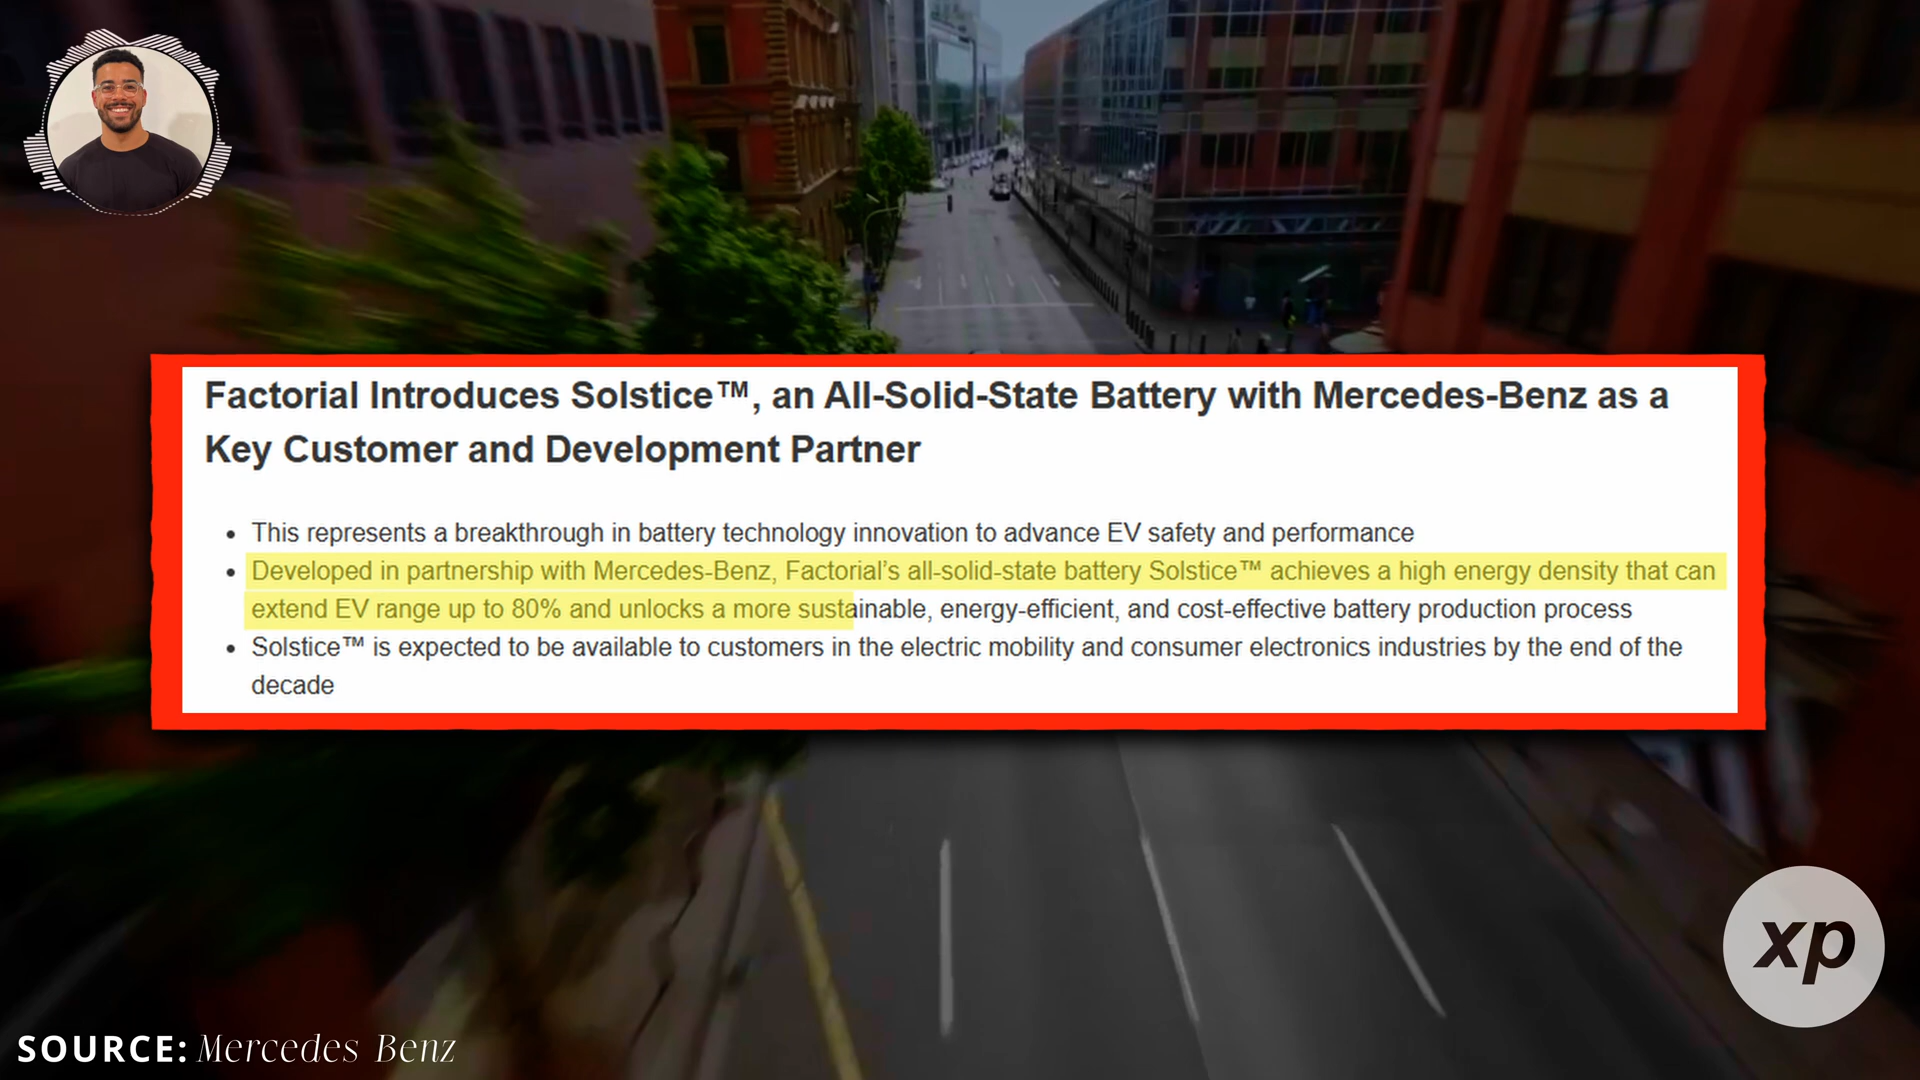 Factorial Introduces Solstice™, an All-Solid-State Battery with Mercedes-Benz as a
Key Customer and Development Partner
• This represents a breakthrough in battery technology innovation to advance EV safety and performance
• Developed in partnership with Mercedes-Benz, Factorial’s all-solid-state battery Solstice™ achieves a high energy density that can
extend EV range up to 80% and unlocks a more sustainable, energy-efficient, and cost-effective battery production process
• Solstice™ is expected to be available to customers in the electric mobility and consumer electronics industries by the end of the
decade
xp
SOURCE: Mercedes Benz